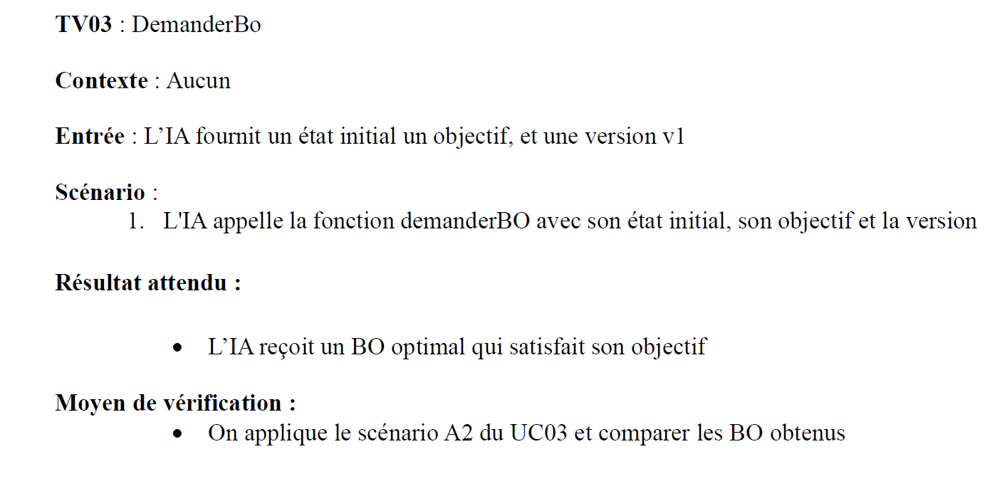 TV03 : DemanderBo
Contexte : Aucun
Entrée : L’IA fournit un état initial un objectif, et une version v1
Scénario :
1. L'IA appelle la fonction demanderBO avec son état initial, son objectif et la version
Résultat attendu :
• L’IA reçoit un BO optimal qui satisfait son objectif
Moyen de vérification :
• On applique le scénario A2 du UC03 et comparer les BO obtenus